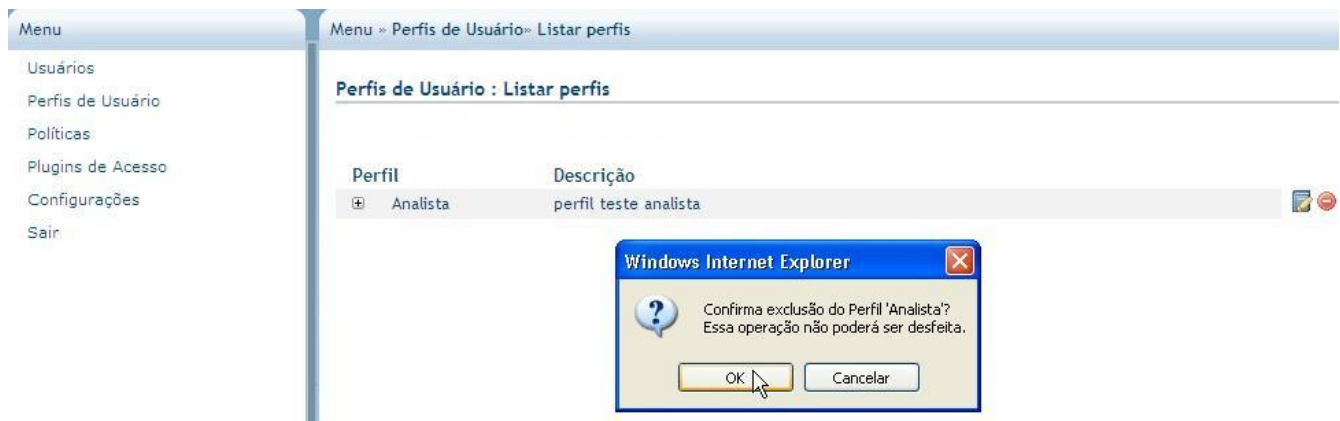 Menu
Menu » Perfis de Usuário» Listar perfis
Usuários
Perfis de Usuário
Políticas
Plugins de Acesso
Configurações
Sair
Perfis de Usuário : Listar perfis
Perfil Descrição
Analista perfil teste analista
Windows Internet Explorer
Confirma exclusão do Perfil 'Analista'?
Essa operação não poderá ser desfeita.
OK Cancelar